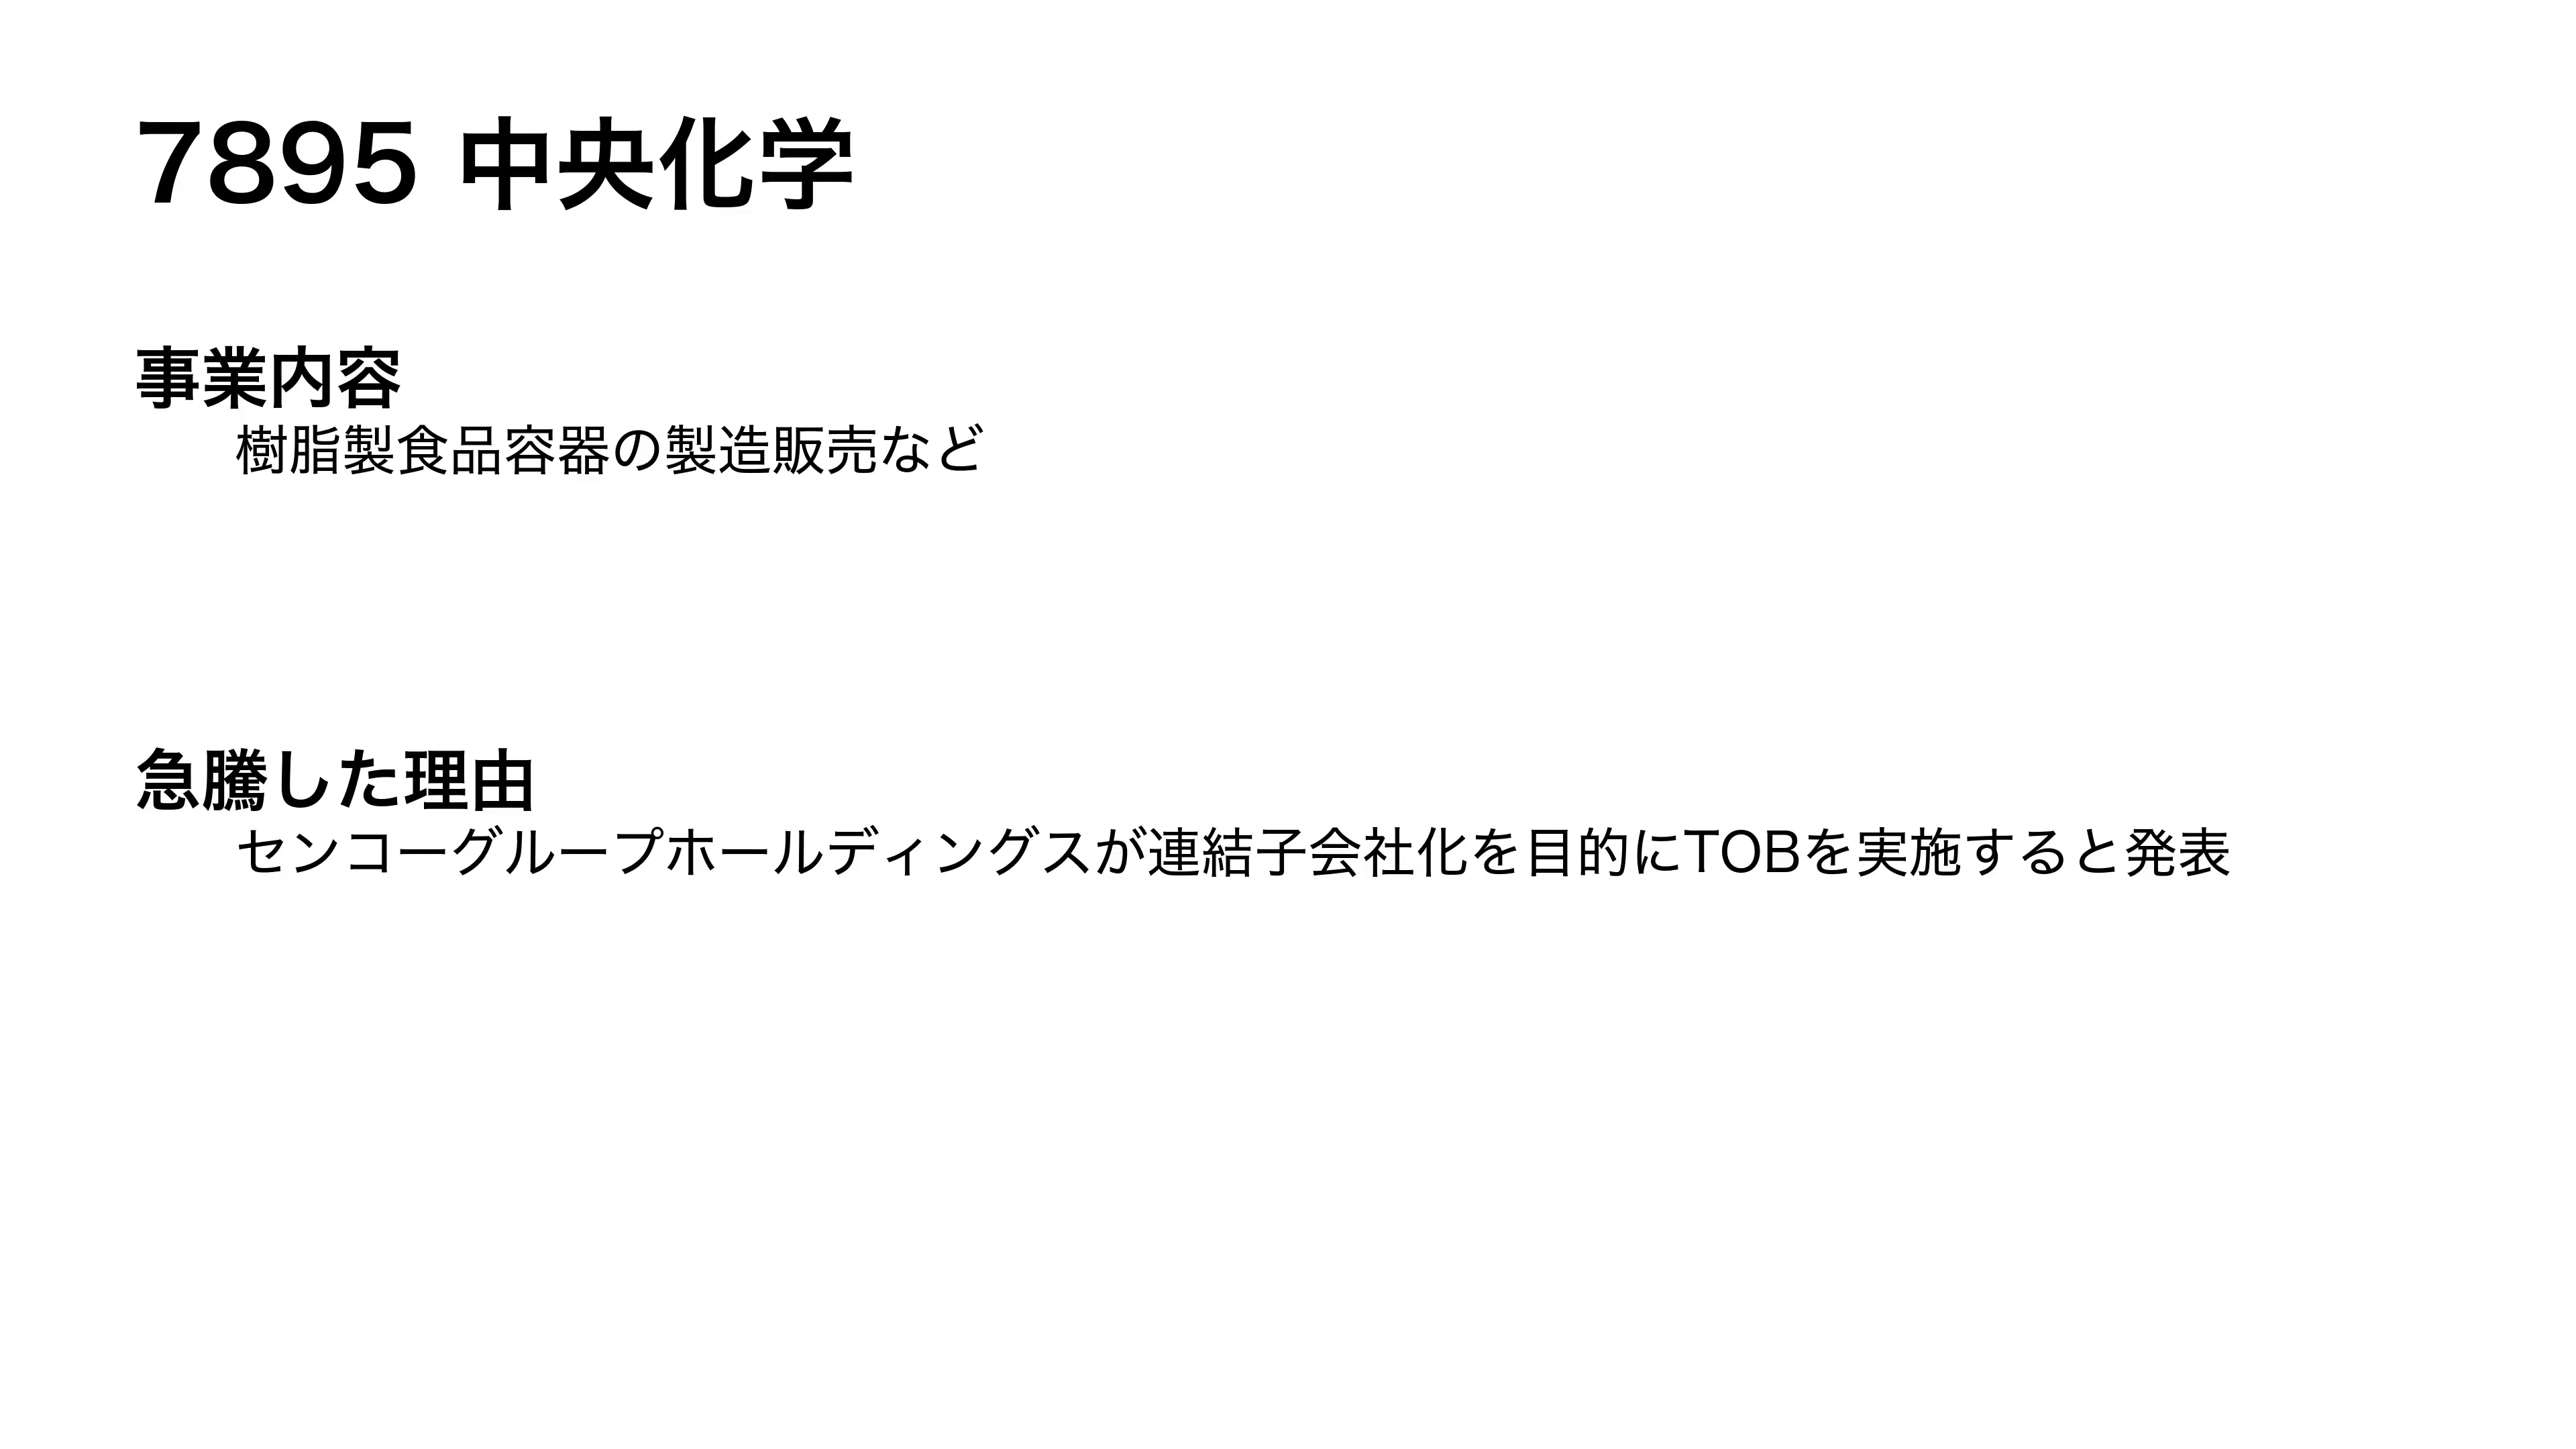 7895 中央化学
事業内容
樹脂製食品容器の製造販売など
急騰した理由
センコーグループホールディングスが連結子会社化を目的にTOBを実施すると発表